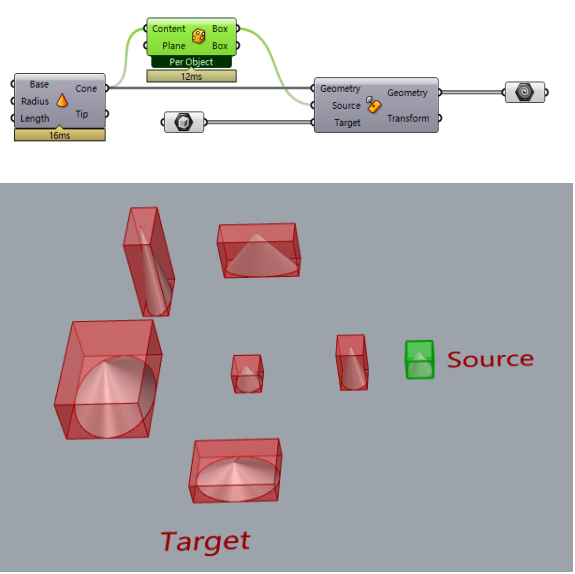 Content Box
Plane Box
Per Object
12ms
Base Cone
Radius
Length Tip
16ms
Geometry Geometry
Source
Target Transform
Source
Target